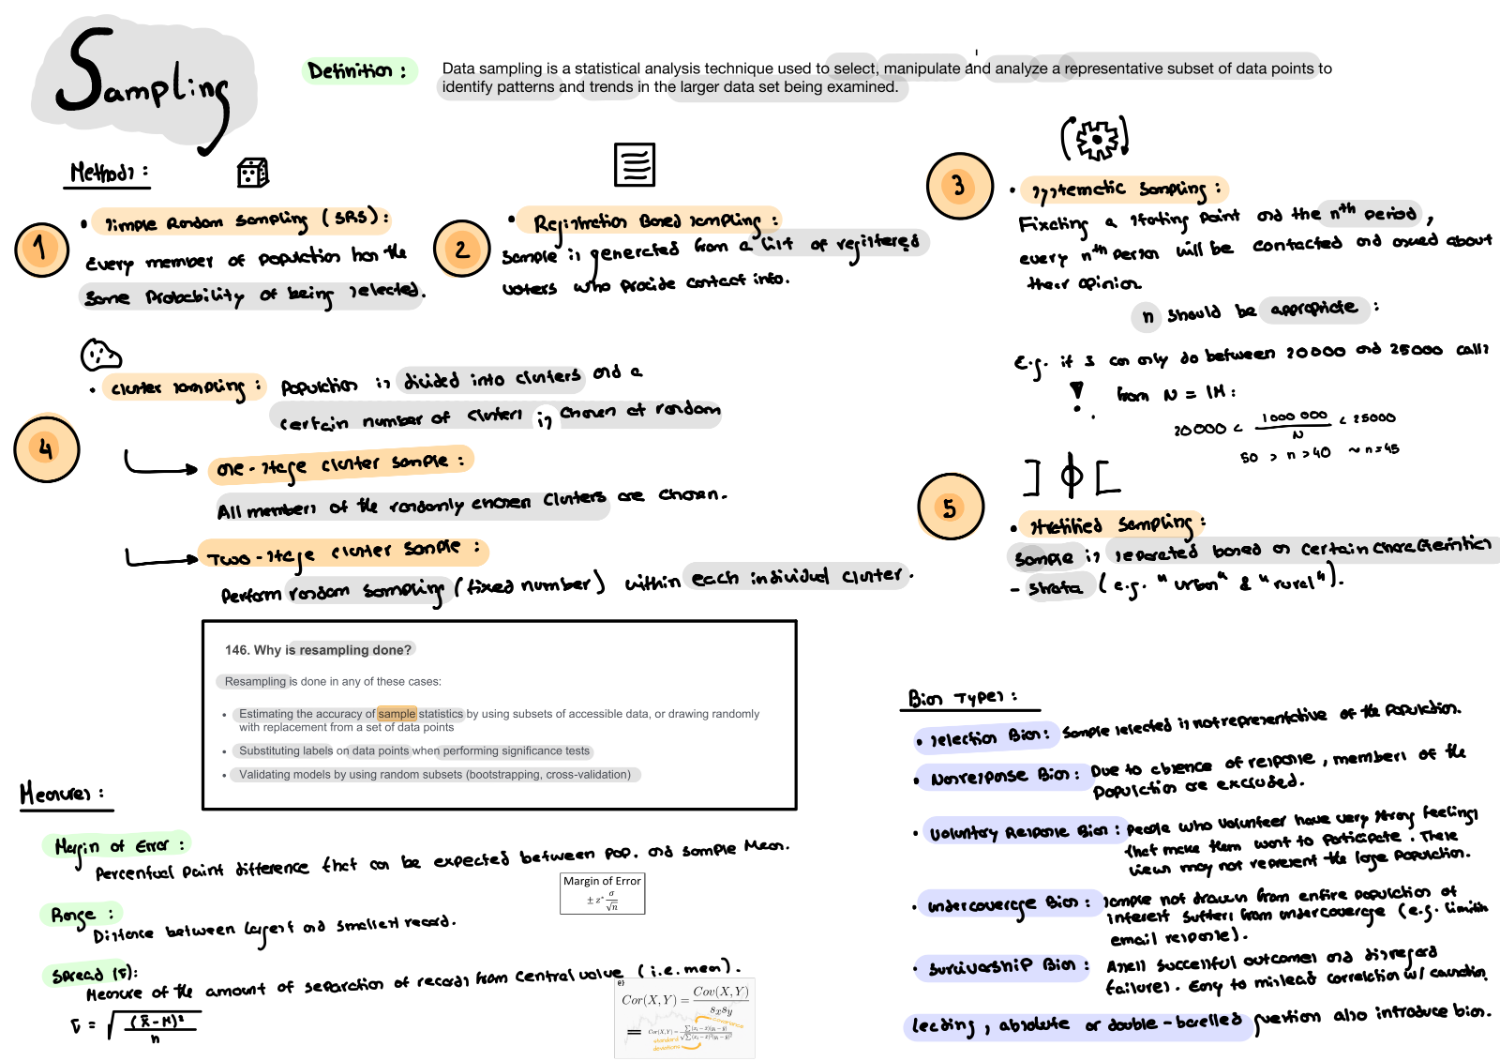 Sampling
Definition:
Data sampling is a statistical analysis technique used to select, manipulate and analyze a representative subset of data points to
identify patterns and trends in the larger data set being examined.
Methods:
1
• Simple Random Sampling (SRS):
Every member of population has the
same Probability of being selected.
2
• Registration Based sampling:
Sample is generated from a list of registered
voters who provide contact info.
3
• Systematic Sampling:
Fixating a starting point and the nth period,
every nth person will be contacted and asked about
their opinion
n should be appropriate:
E.g. if I can only do between 20000 and 25000 calls
! from N = 1M:
20000 < 1000 000 / N < 25000
50 > n > 40 ~ n = 45
4
• Cluster sampling: Population is divided into clusters and a
certain number of clusters is chosen at random
One-stage cluster sample:
All members of the randomly chosen Clusters are chosen.
Two-stage cluster sample:
Perform random sampling (fixed number) within each individual cluster.
5
• Stratified Sampling:
Sample is separated based on certain characteristics
- strata (e.g. "urban" & "rural").
146. Why is resampling done?
Resampling is done in any of these cases:
• Estimating the accuracy of sample statistics by using subsets of accessible data, or drawing randomly
with replacement from a set of data points
• Substituting labels on data points when performing significance tests
• Validating models by using random subsets (bootstrapping, cross-validation)
Measures:
Margin of Error:
Percentual Point difference that can be expected between pop. and sample Mean.
Margin of Error
± z* σ/√n
Range:
Distance between largest and smallest record.
Spread (σ):
Measure of the amount of separation of records from central value (i.e. mean).
σ = √((x̄ - M)² / n)
Cor(X, Y) = Cov(X, Y) / sxsy
covariance
standard
deviations
Bias Types:
• Selection Bias: Sample selected is not representative of the Population.
• Nonresponse Bias: Due to absence of response, members of the
Population are excluded.
• Voluntary Response Bias: People who volunteer have very strong feelings
that make them want to Participate. There
views may not represent the large Population.
• Undercoverage Bias: Sample not drawn from entire population of
interest suffers from undercoverage (e.g.
email response).
• Survivorship Bias: successful outcomes and disregard
failures. Easy to mislead correlation w/ causation
leading, absolute or double-barelled question also introduce bias.